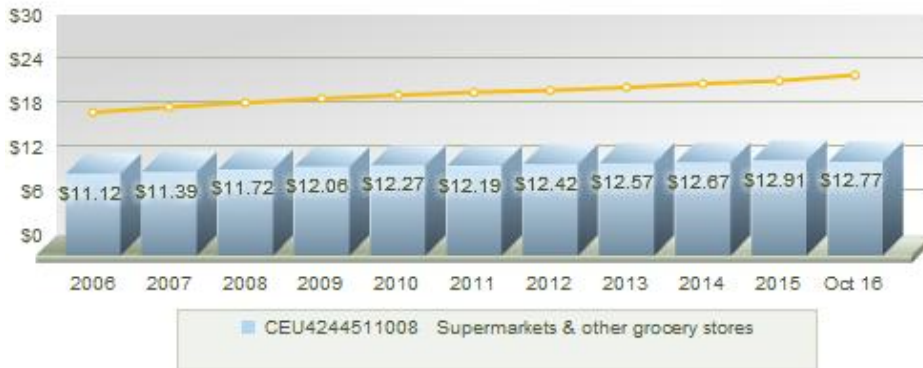 $30
$24
$18
$12
$6
$0
$11.12 $11.39 $11.72 $12.06 $12.27 $12.19 $12.42 $12.57 $12.67 $12.91 $12.77
2006 2007 2008 2009 2010 2011 2012 2013 2014 2015 Oct 16
CEU4244511008 Supermarkets & other grocery stores